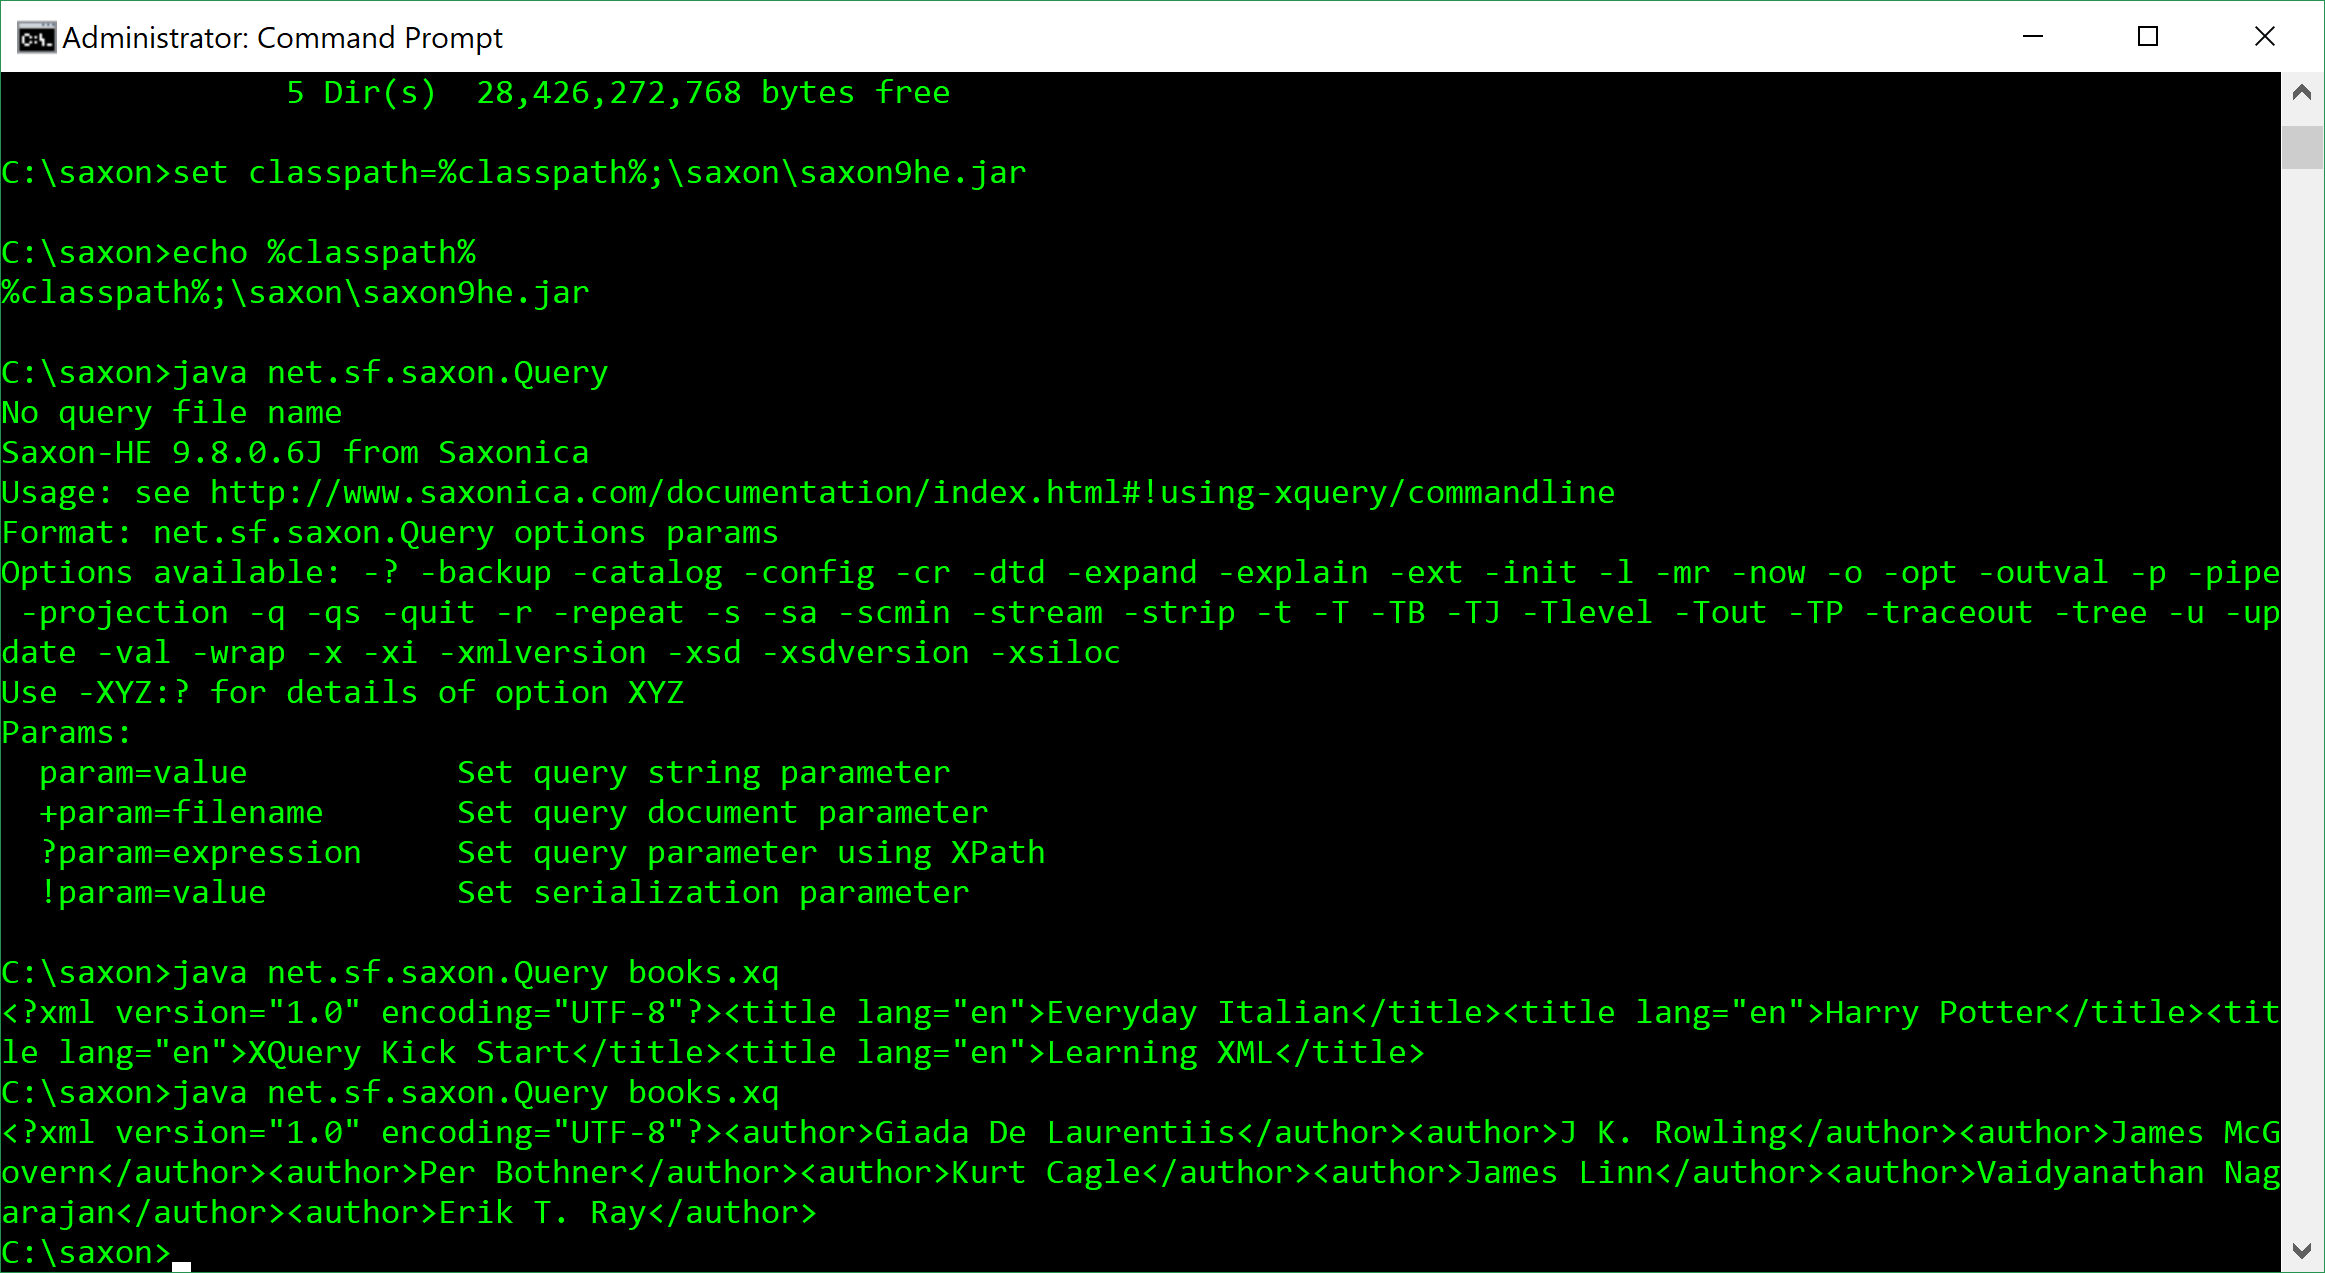 Administrator: Command Prompt
5 Dir(s)  28,426,272,768 bytes free
C:\saxon>set classpath=%classpath%;\saxon\saxon9he.jar
C:\saxon>echo %classpath%
%classpath%;\saxon\saxon9he.jar
C:\saxon>java net.sf.saxon.Query
No query file name
Saxon-HE 9.8.0.6J from Saxonica
Usage: see http://www.saxonica.com/documentation/index.html#!using-xquery/commandline
Format: net.sf.saxon.Query options params
Options available: -? -backup -catalog -config -cr -dtd -expand -explain -ext -init -l -mr -now -o -opt -outval -p -pipe
 -projection -q -qs -quit -r -repeat -s -sa -scmin -stream -strip -t -T -TB -TJ -Tlevel -Tout -TP -traceout -tree -u -up
date -val -wrap -x -xi -xmlversion -xsd -xsdversion -xsiloc
Use -XYZ:? for details of option XYZ
Params:
  param=value           Set query string parameter
  +param=filename       Set query document parameter
  ?param=expression     Set query parameter using XPath
  !param=value          Set serialization parameter
C:\saxon>java net.sf.saxon.Query books.xq
<?xml version="1.0" encoding="UTF-8"?><title lang="en">Everyday Italian</title><title lang="en">Harry Potter</title><tit
le lang="en">XQuery Kick Start</title><title lang="en">Learning XML</title>
C:\saxon>java net.sf.saxon.Query books.xq
<?xml version="1.0" encoding="UTF-8"?><author>Giada De Laurentiis</author><author>J K. Rowling</author><author>James McG
overn</author><author>Per Bothner</author><author>Kurt Cagle</author><author>James Linn</author><author>Vaidyanathan Nag
arajan</author><author>Erik T. Ray</author>
C:\saxon>